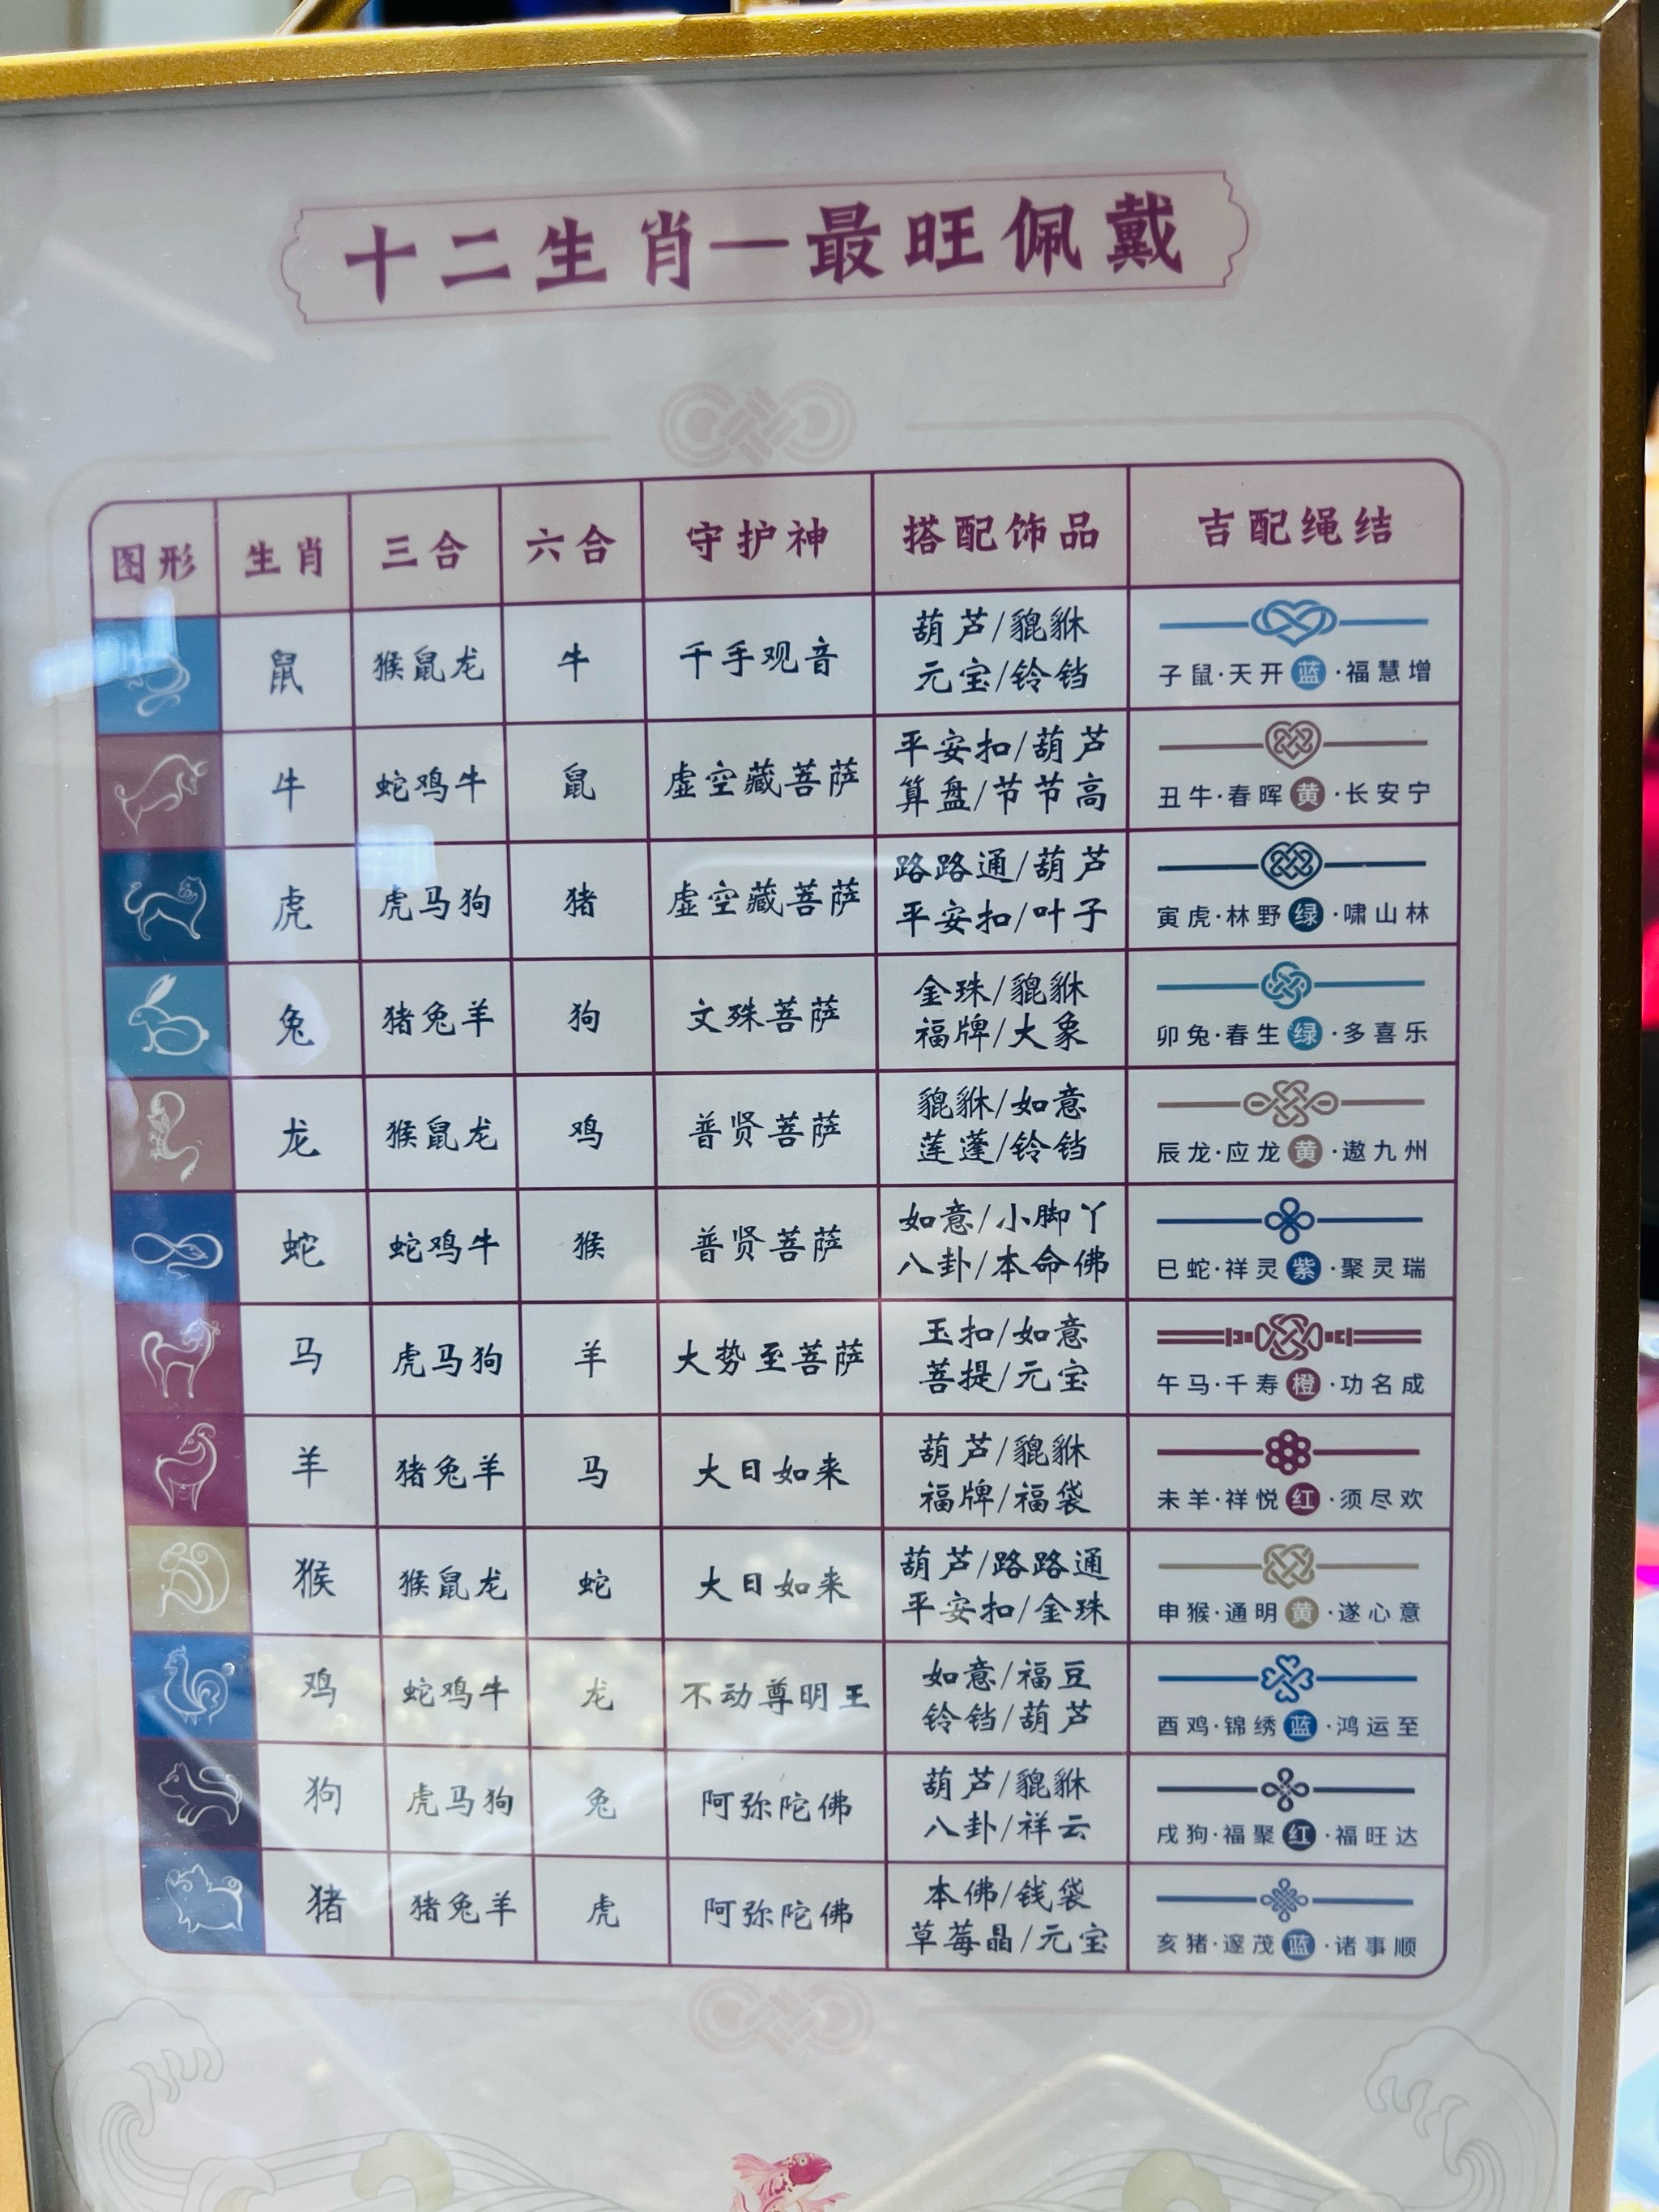 十二生肖—最旺佩戴
图形 生肖 三合 六合 守护神 搭配饰品 吉配绳结
鼠 猴鼠龙 牛 千手观音
葫芦/貔貅
元宝/铃铛
子鼠·天开蓝·福慧增
牛 蛇鸡牛 鼠 虚空藏菩萨
平安扣/葫芦
算盘/节节高
丑牛·春晖黄·长安宁
虎 虎马狗 猪 虚空藏菩萨
路路通/葫芦
平安扣/叶子
寅虎·林野绿·啸山林
兔 猪兔羊 狗 文殊菩萨
金珠/貔貅
福牌/大象
卯兔·春生绿·多喜乐
龙 猴鼠龙 鸡 普贤菩萨
貔貅/如意
莲蓬/铃铛
辰龙·应龙黄·遨九州
蛇 蛇鸡牛 猴 普贤菩萨
如意/小脚丫
八卦/本命佛
巳蛇·祥灵紫·聚灵瑞
马 虎马狗 羊 大势至菩萨
玉扣/如意
菩提/元宝
午马·千寿橙·功名成
羊 猪兔羊 马 大日如来
葫芦/貔貅
福牌/福袋
未羊·祥悦红·须尽欢
猴 猴鼠龙 蛇 大日如来
葫芦/路路通
平安扣/金珠
申猴·通明黄·遂心意
鸡 蛇鸡牛 龙 不动尊明王
如意/福豆
铃铛/葫芦
酉鸡·锦绣蓝·鸿运至
狗 虎马狗 兔 阿弥陀佛
葫芦/貔貅
八卦/祥云
戌狗·福聚红·福旺达
猪 猪兔羊 虎 阿弥陀佛
本佛/钱袋
草莓晶/元宝
亥猪·邃茂蓝·诸事顺